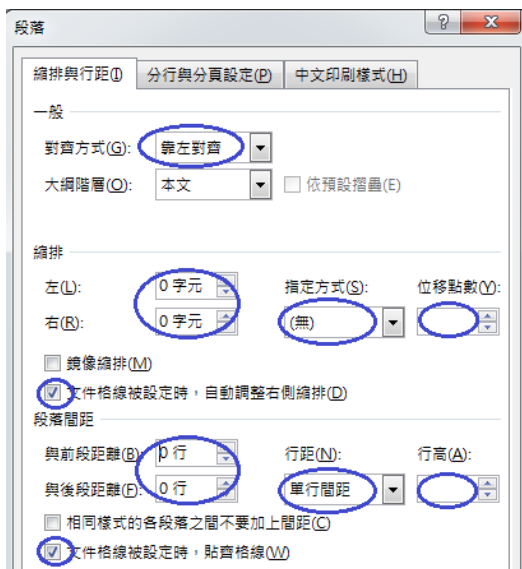 段落
縮排與行距(I) 分行與分頁設定(P) 中文印刷樣式(H)
一般
對齊方式(G): 靠左對齊
大綱階層(O): 本文 依預設摺疊(E)
縮排
左(L): 0 字元 指定方式(S): 位移點數(Y):
右(R): 0 字元 (無)
鏡像縮排(M)
文件格線被設定時，自動調整右側縮排(D)
段落間距
與前段距離(B): 0 行 行距(N): 行高(A):
與後段距離(F): 0 行 單行間距
相同樣式的各段落之間不要加上間距(C)
文件格線被設定時，貼齊格線(W)